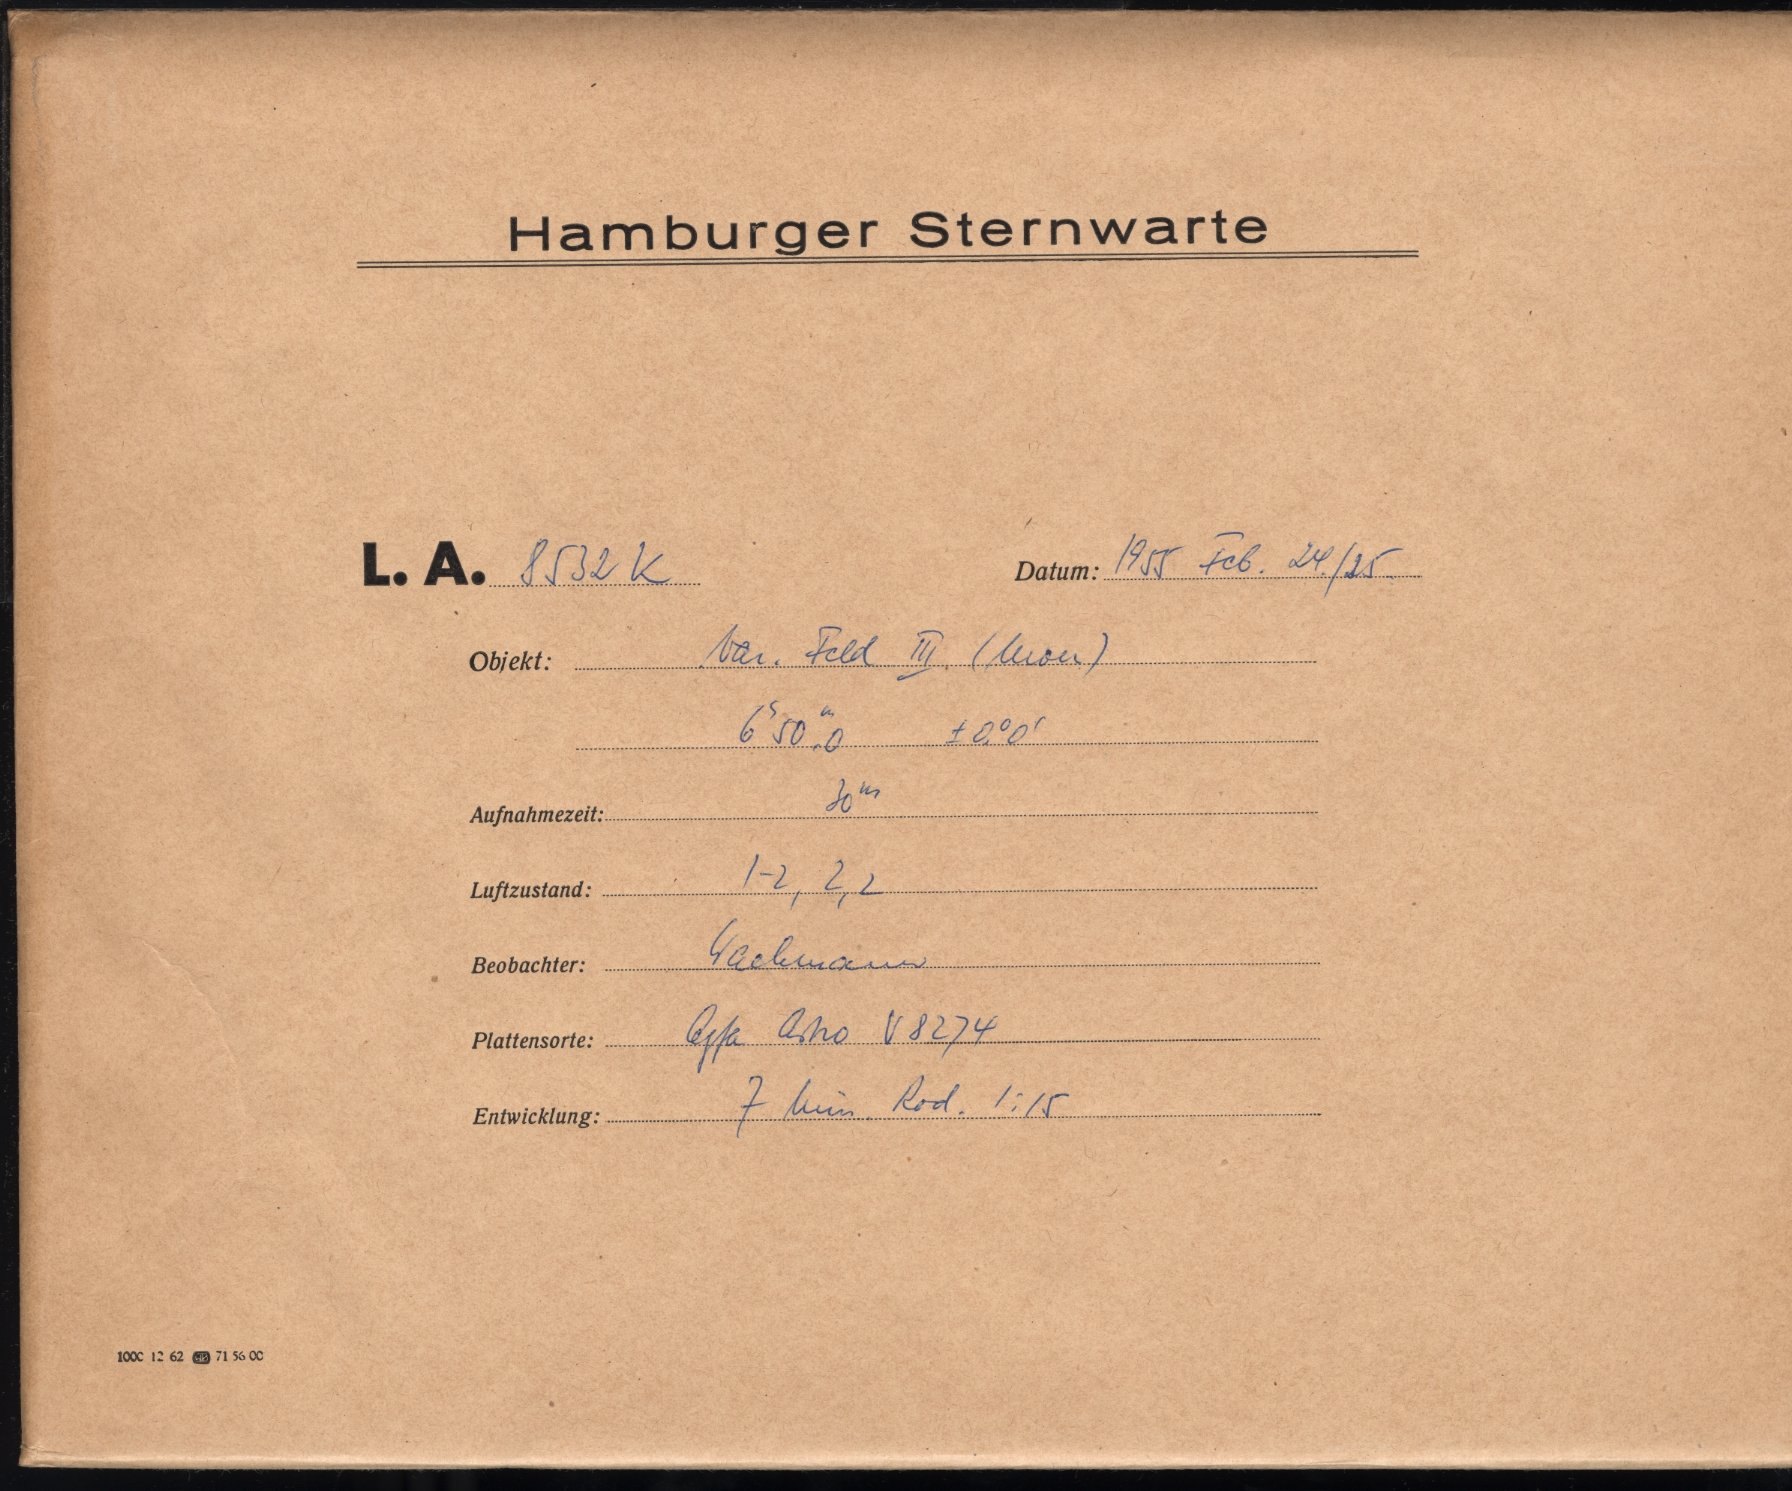 Hamburger Sternwarte
L. A. 8532 K Datum: 1955 Feb. 24./25.
Objekt: Var. Feld III. (Mon)
6ʰ50ᵐ.0 ±0°0'
Aufnahmezeit: 30ᵐ
Luftzustand: 1-2, 2, 2
Beobachter: Wachmann
Plattensorte: Agfa Astro V 8274
Entwicklung: 7 Min. Rod. 1:15
1000 12 62 71 56 00